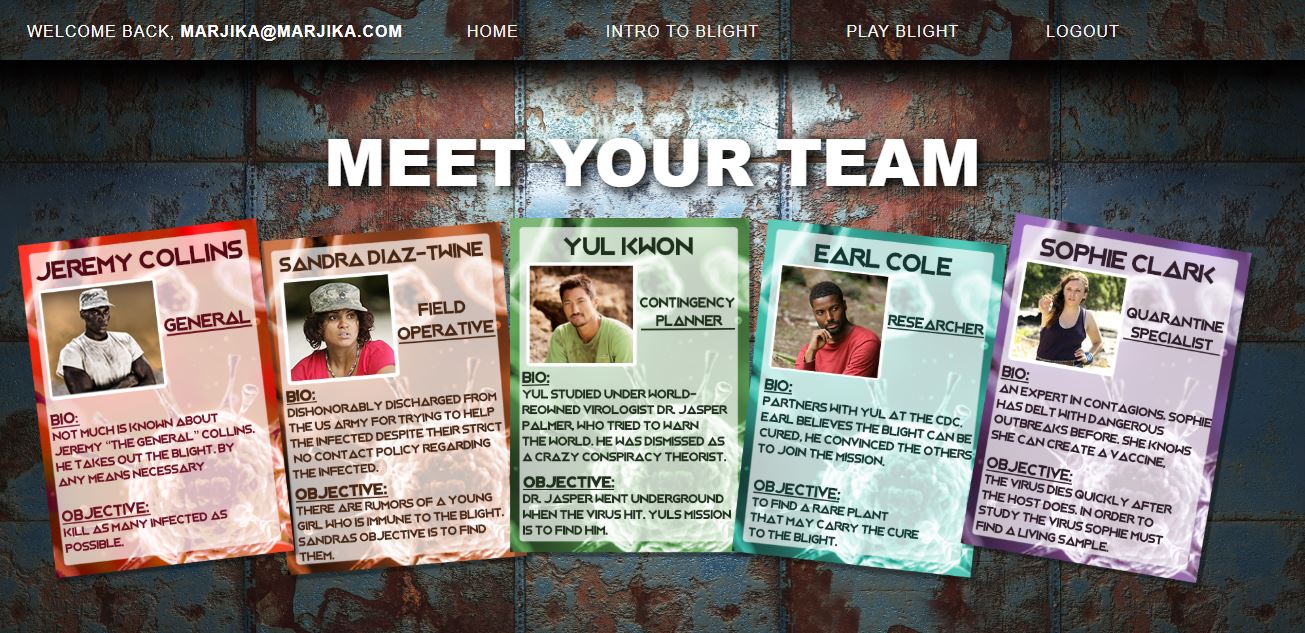 WELCOME BACK, MARJIKA@MARJIKA.COM
HOME
INTRO TO BLIGHT
PLAY BLIGHT
LOGOUT
MEET YOUR TEAM
JEREMY COLLINS
GENERAL
BIO:
NOT MUCH IS KNOWN ABOUT
JEREMY "THE GENERAL" COLLINS.
HE TAKES OUT THE BLIGHT. BY
ANY MEANS NECESSARY
OBJECTIVE:
KILL AS MANY INFECTED AS
POSSIBLE.
SANDRA DIAZ-TWINE
FIELD
OPERATIVE
BIO:
DISHONORABLY DISCHARGED FROM
THE US ARMY FOR TRYING TO HELP
THE INFECTED DESPITE THEIR STRICT
NO CONTACT POLICY REGARDING
THE INFECTED.
OBJECTIVE:
THERE ARE RUMORS OF A YOUNG
GIRL WHO IS IMMUNE TO THE BLIGHT.
SANDRAS OBJECTIVE IS TO FIND
THEM.
YUL KWON
CONTINGENCY
PLANNER
BIO:
YUL STUDIED UNDER WORLD-
REOWNED VIROLOGIST DR. JASPER
PALMER, WHO TRIED TO WARN
THE WORLD. HE WAS DISMISSED AS
A CRAZY CONSPIRACY THEORIST.
OBJECTIVE:
DR. JASPER WENT UNDERGROUND
WHEN THE VIRUS HIT. YULS MISSION
IS TO FIND HIM.
EARL COLE
RESEARCHER
BIO:
PARTNERS WITH YUL AT THE CDC,
EARL BELIEVES THE BLIGHT CAN BE
CURED, HE CONVINCED THE OTHERS
TO JOIN THE MISSION.
OBJECTIVE:
TO FIND A RARE PLANT
THAT MAY CARRY THE CURE
TO THE BLIGHT.
SOPHIE CLARK
QUARANTINE
SPECIALIST
BIO:
AN EXPERT IN CONTAGIONS, SOPHIE
HAS DELT WITH DANGEROUS
OUTBREAKS BEFORE. SHE KNOWS
SHE CAN CREATE A VACCINE,
OBJECTIVE:
THE VIRUS DIES QUICKLY AFTER
THE HOST DOES. IN ORDER TO
STUDY THE VIRUS SOPHIE MUST
FIND A LIVING SAMPLE.